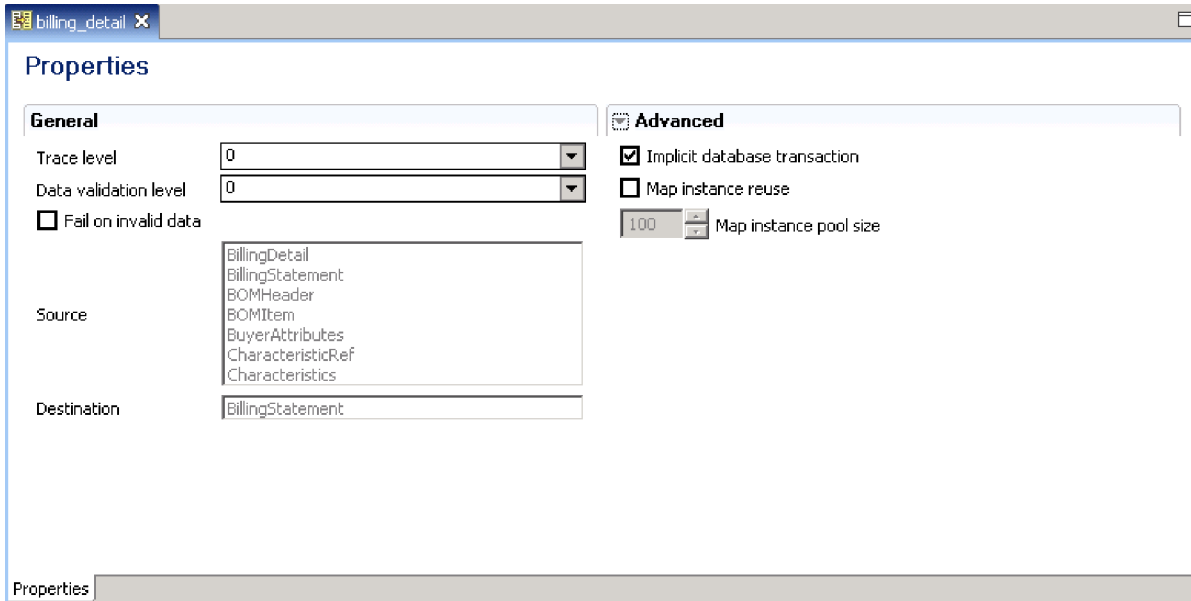 billing_detail
Properties
General
Trace level
0
Data validation level
0
Fail on invalid data
Source
BillingDetail
BillingStatement
BOMHeader
BOMItem
BuyerAttributes
CharacteristicRef
Characteristics
Destination
BillingStatement
Advanced
Implicit database transaction
Map instance reuse
100
Map instance pool size
Properties